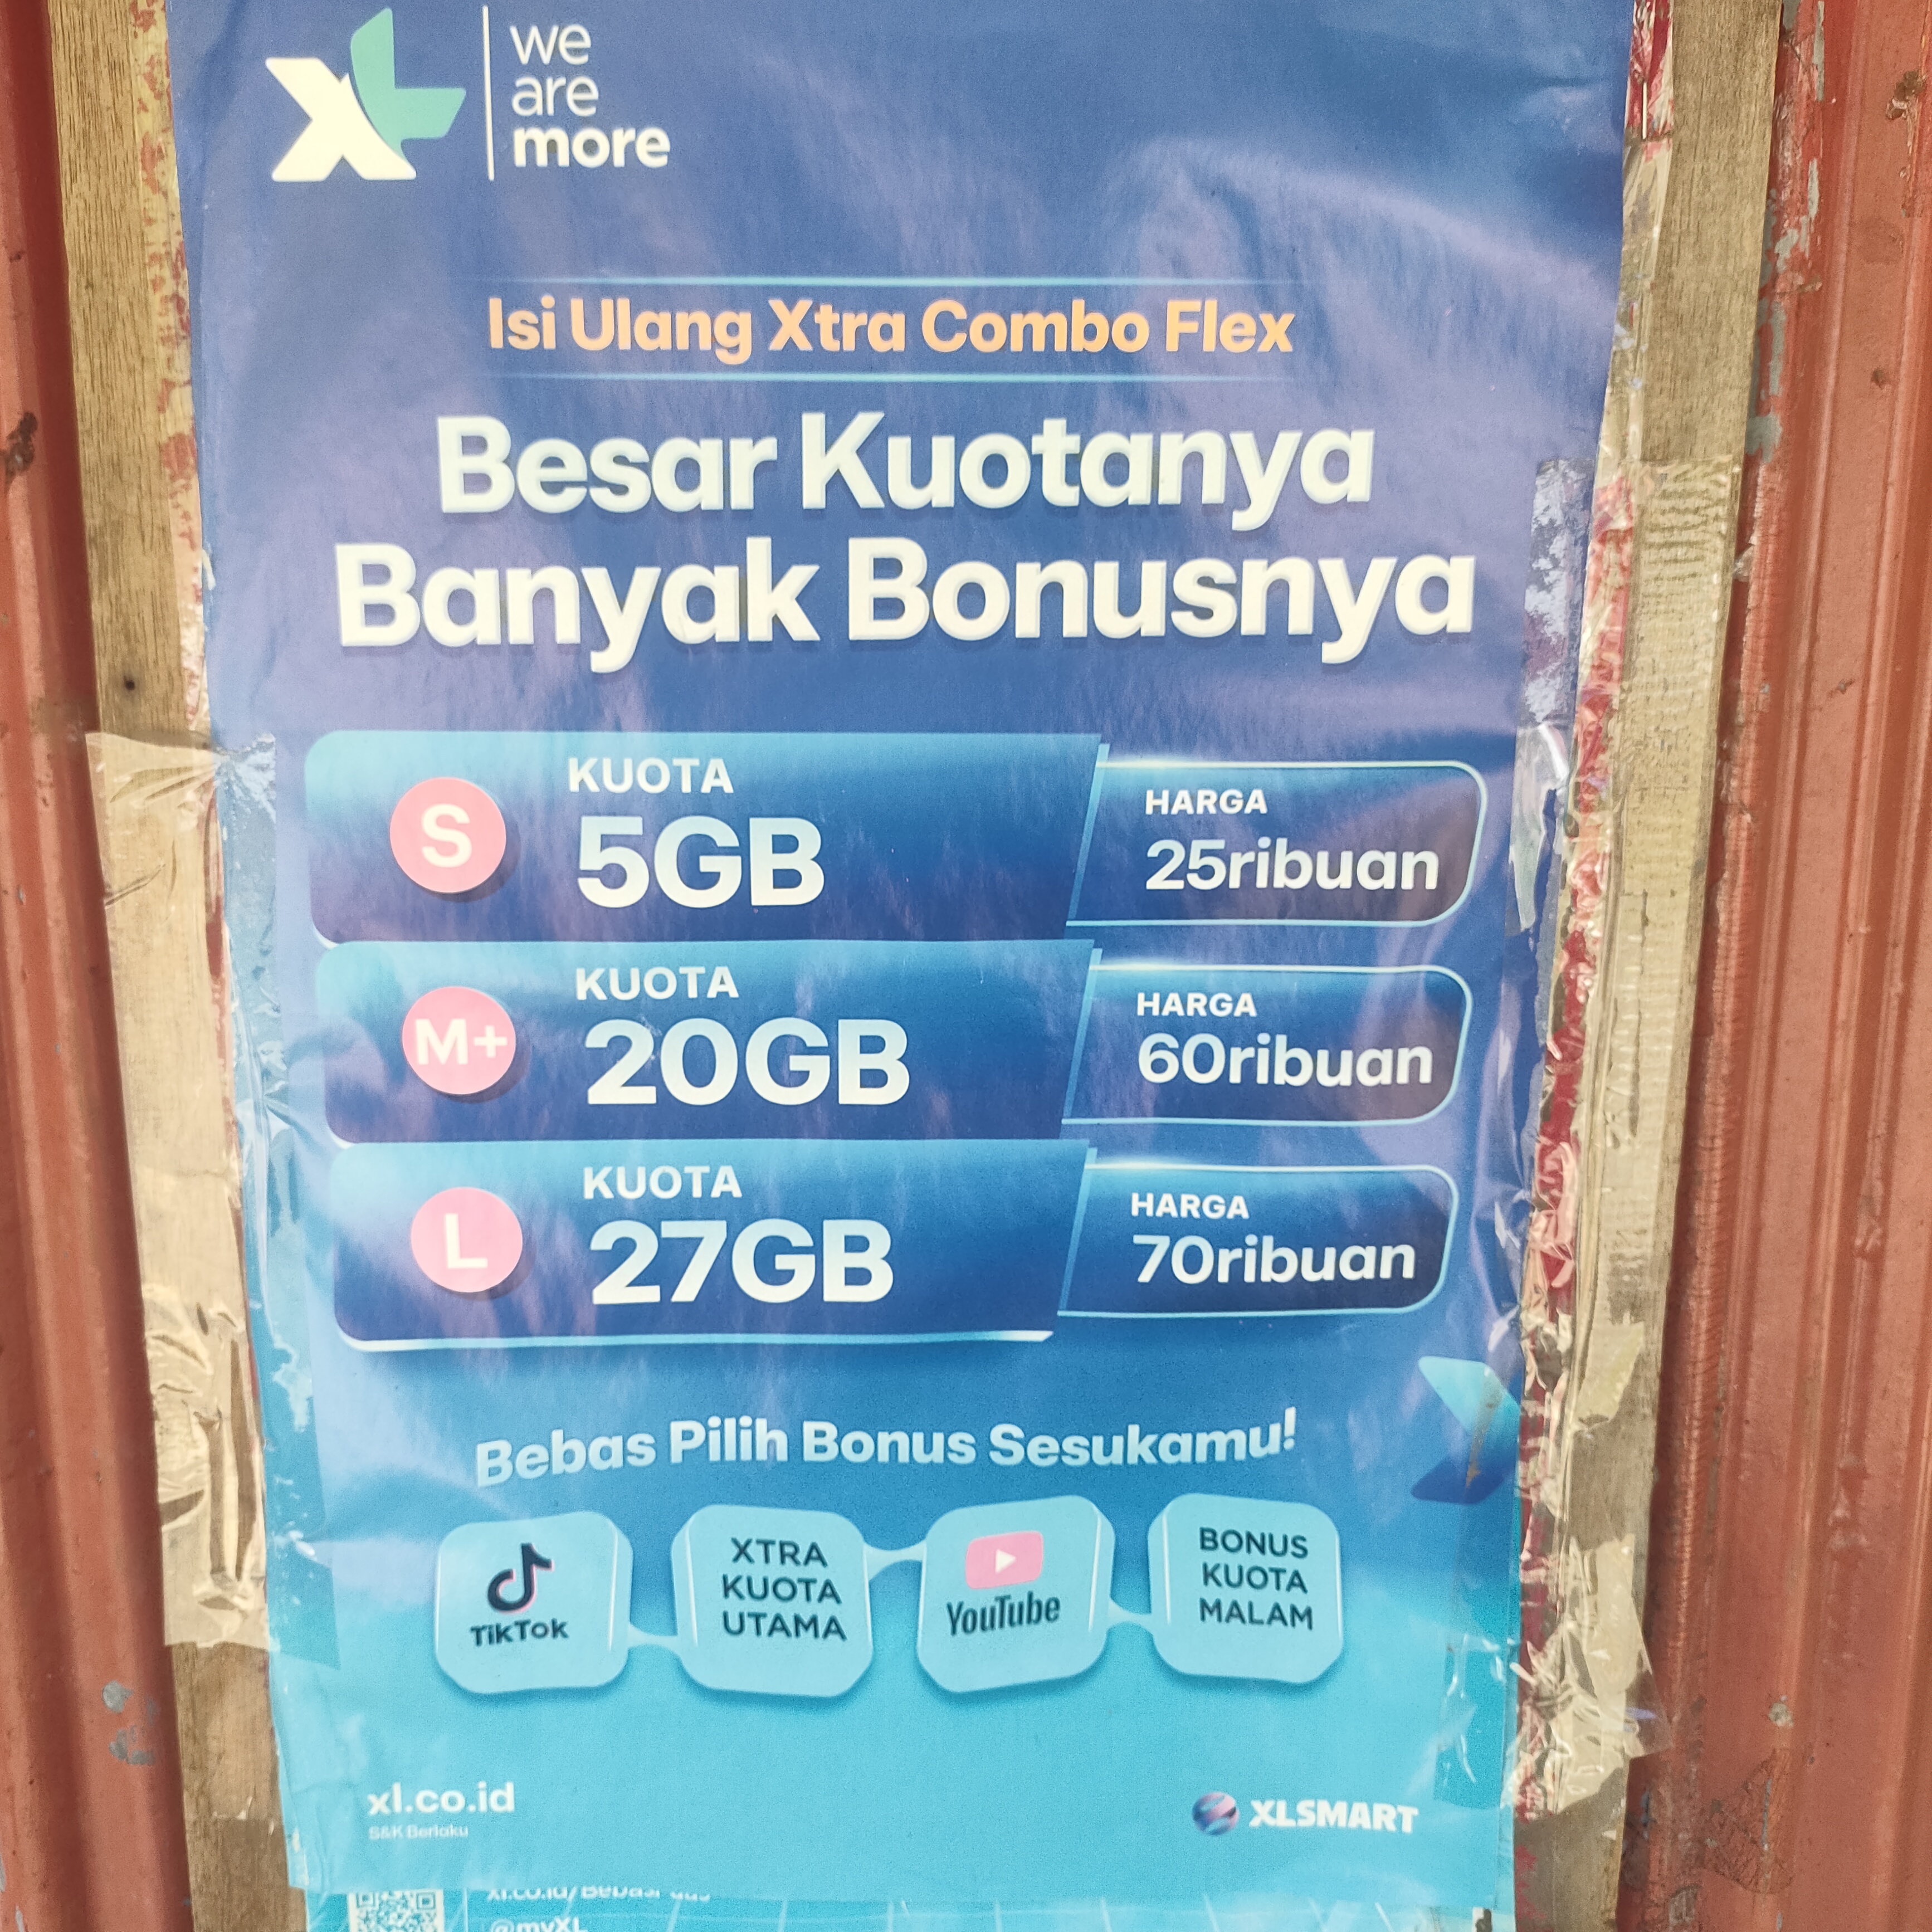 XL
we
are
more
Isi Ulang Xtra Combo Flex
Besar Kuotanya
Banyak Bonusnya
S
KUOTA
5GB
HARGA
25ribuan
M+
KUOTA
20GB
HARGA
60ribuan
L
KUOTA
27GB
HARGA
70ribuan
Bebas Pilih Bonus Sesukamu!
TikTok
XTRA
KUOTA
UTAMA
YouTube
BONUS
KUOTA
MALAM
xl.co.id
S&K Berlaku
XLSMART
@myXL